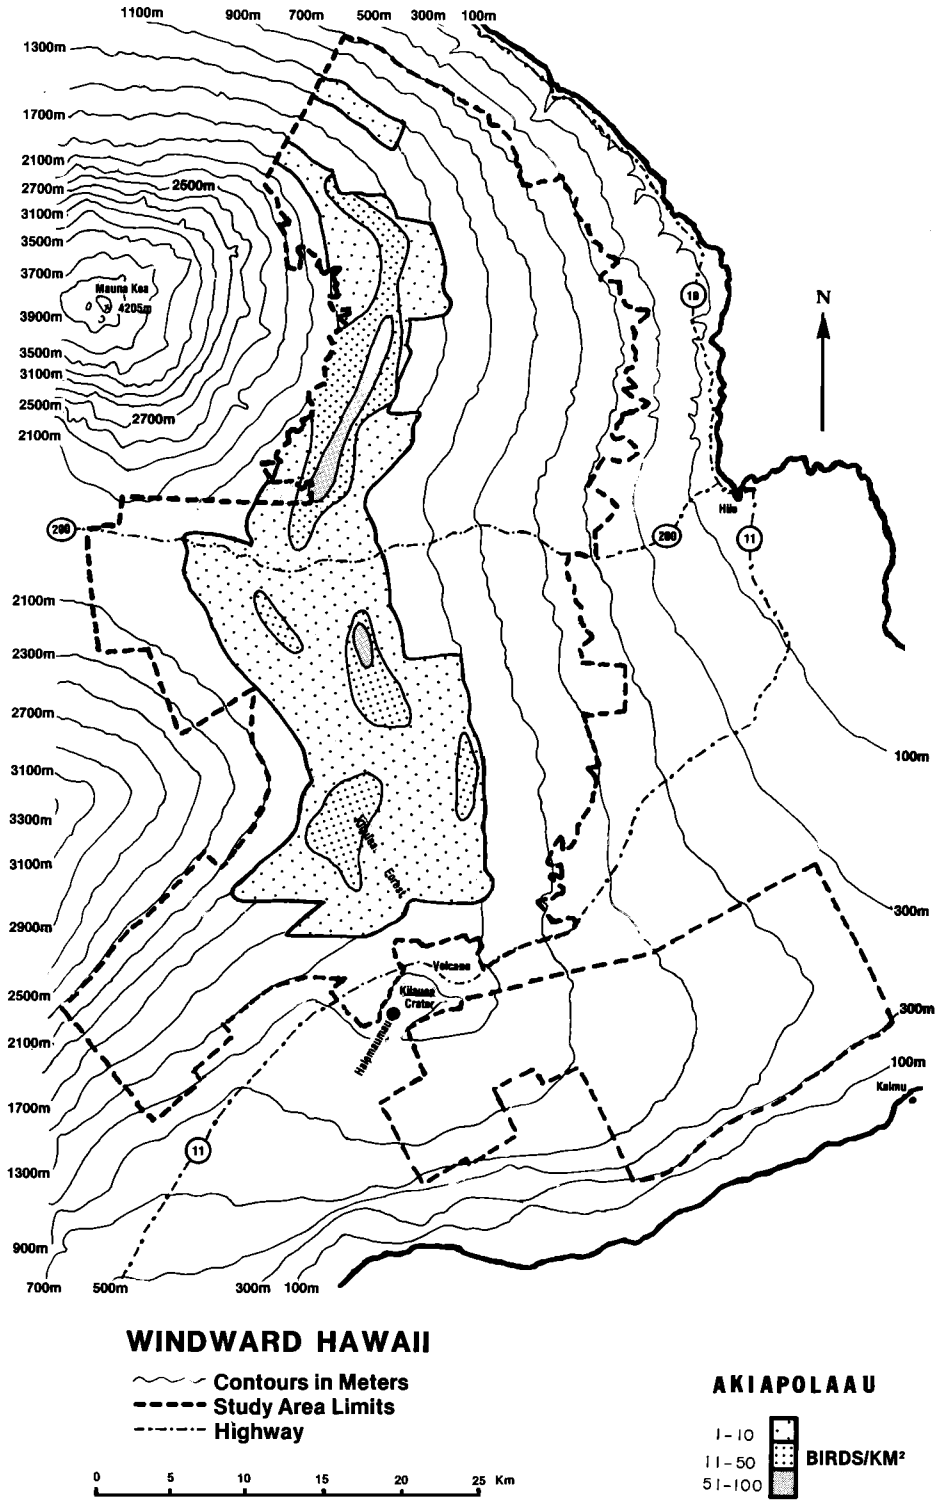 1100m 900m 700m 500m 300m 100m
1300m
1700m
2100m
2700m 2500m
3100m
3500m
3700m
Mauna Kea
4205m
3900m
3500m
3100m
2500m
2700m
2100m
19
N
Hilo
200
200
11
2100m
2300m
2700m
3100m
3300m
3100m
2900m
2500m
2100m
1700m
1300m
900m
700m 500m 300m 100m
100m
300m
300m
100m
Kilauea
Forest
Volcano
Kilauea
Crater
Halemaumau
Kaimu
11
WINDWARD HAWAII
Contours in Meters
Study Area Limits
Highway
0 5 10 15 20 25 Km
AKIAPOLAAU
1-10
11-50 BIRDS/KM²
51-100